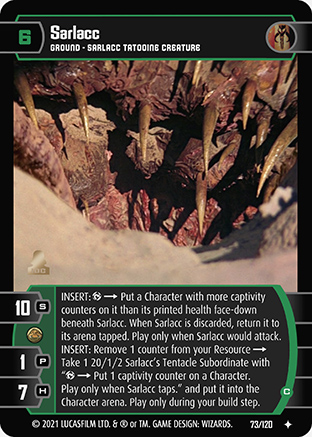 6
Sarlacc
GROUND - SARLACC TATOOINE CREATURE
10 S
1 P
7 H
INSERT: → Put a Character with more captivity
counters on it than its printed health face-down
beneath Sarlacc. When Sarlacc is discarded, return it to
its arena tapped. Play only when Sarlacc would attack.
INSERT: Remove 1 counter from your Resource →
Take 1 20/1/2 Sarlacc's Tentacle Subordinate with
“ → Put 1 captivity counter on a Character.
Play only when Sarlacc taps.” and put it into the
Character arena. Play only during your build step.
C
© 2021 LUCASFILM LTD. & ® or TM. GAME DESIGN: WIZARDS.
73/120